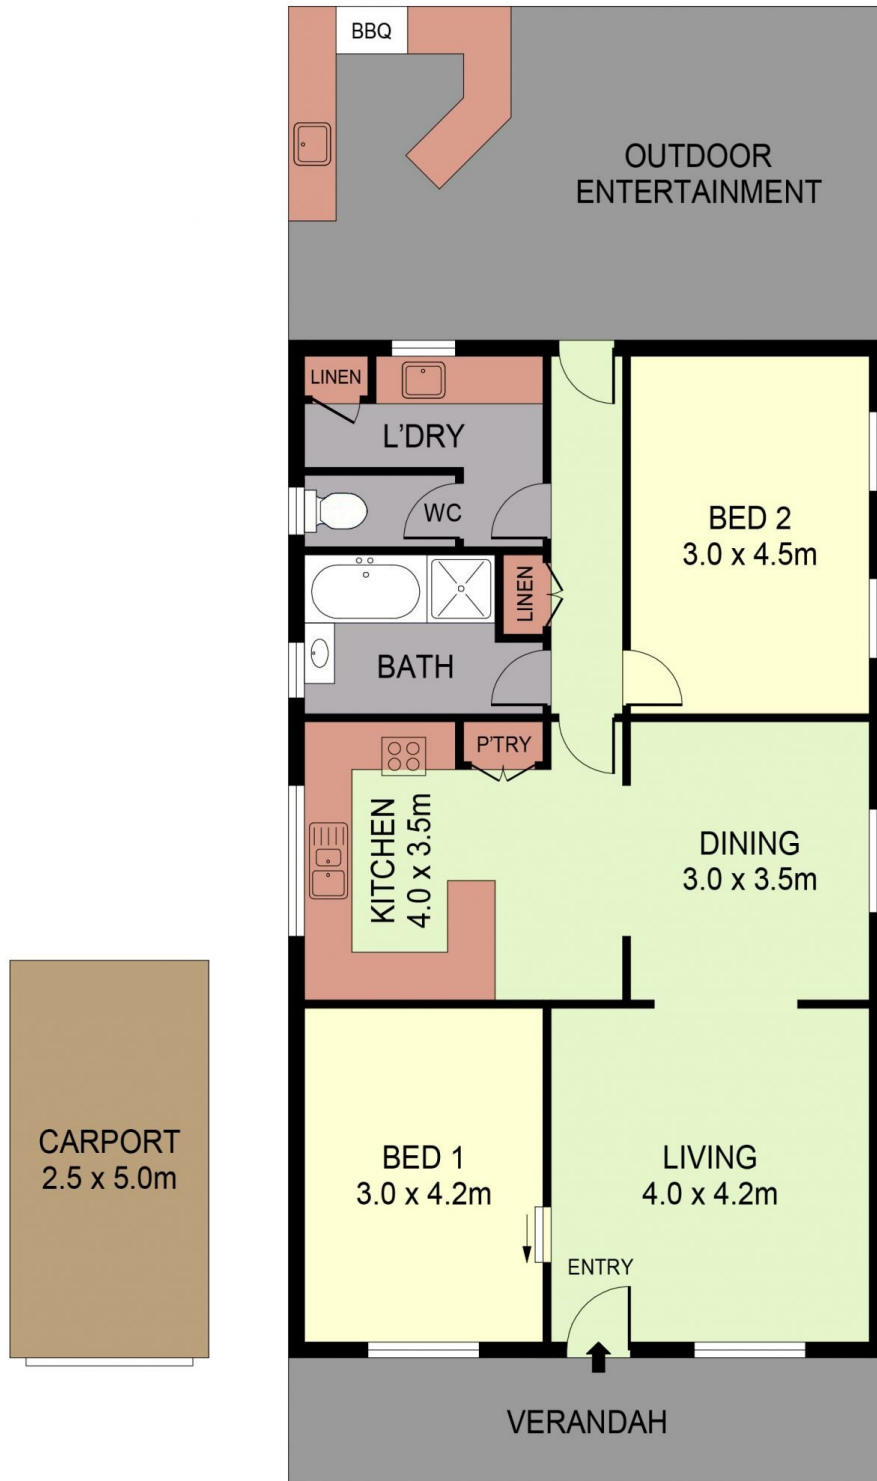 BBQ
OUTDOOR
ENTERTAINMENT
LINEN
L'DRY
WC
BED 2
3.0 x 4.5m
LINEN
BATH
P'TRY
KITCHEN
4.0 x 3.5m
DINING
3.0 x 3.5m
CARPORT
2.5 x 5.0m
BED 1
3.0 x 4.2m
LIVING
4.0 x 4.2m
ENTRY
VERANDAH